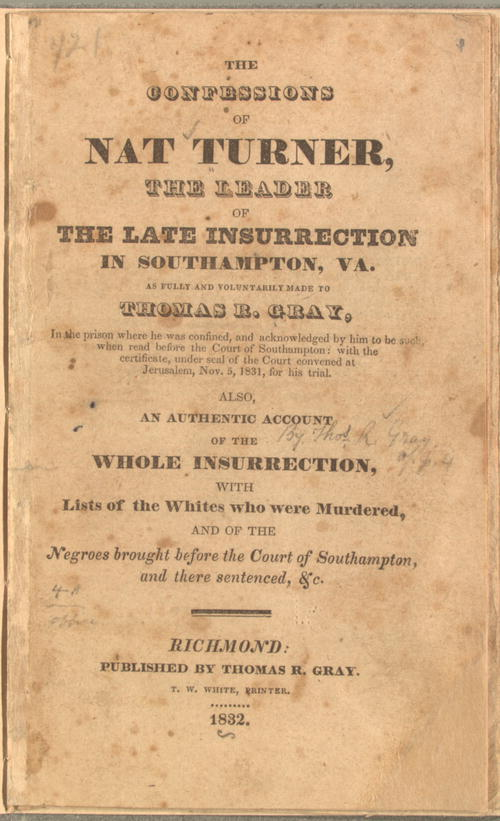 421
THE
CONFESSIONS
OF
NAT TURNER,
THE LEADER
OF
THE LATE INSURRECTION
IN SOUTHAMPTON, VA.
AS FULLY AND VOLUNTARILY MADE TO
THOMAS R. GRAY,
In the prison where he was confined, and acknowledged by him to be such,
when read before the Court of Southampton: with the
certificate, under seal of the Court convened at
Jerusalem, Nov. 5, 1831, for his trial.
ALSO,
AN AUTHENTIC ACCOUNT
OF THE
By Thos. R. Gray
WHOLE INSURRECTION,
WITH
Lists of the Whites who were Murdered,
AND OF THE
Negroes brought before the Court of Southampton,
and there sentenced, &c.
RICHMOND:
PUBLISHED BY THOMAS R. GRAY.
T. W. WHITE, PRINTER.
1832.